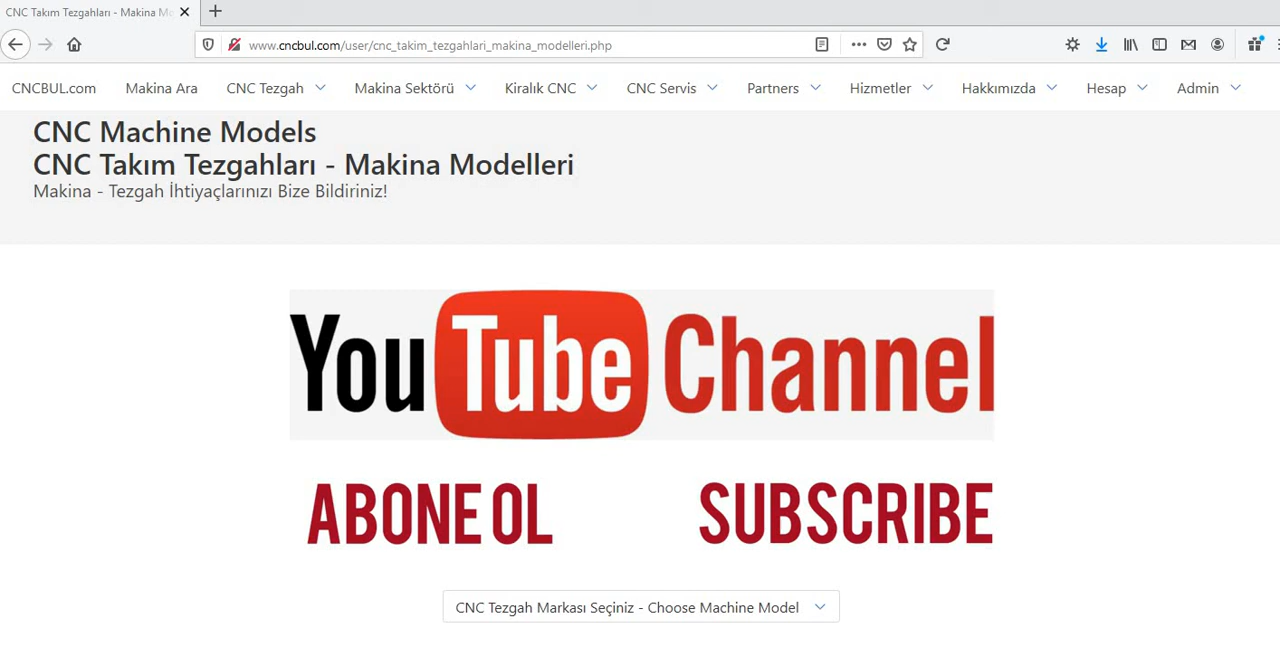 CNC Takım Tezgahları - Makina Mo
www.cncbul.com/user/cnc_takim_tezgahlari_makina_modelleri.php
CNCBUL.com Makina Ara CNC Tezgah Makina Sektörü Kiralık CNC CNC Servis Partners Hizmetler Hakkımızda Hesap Admin
CNC Machine Models
CNC Takım Tezgahları - Makina Modelleri
Makina - Tezgah İhtiyaçlarınızı Bize Bildiriniz!
YouTube Channel
ABONE OL SUBSCRIBE
CNC Tezgah Markası Seçiniz - Choose Machine Model